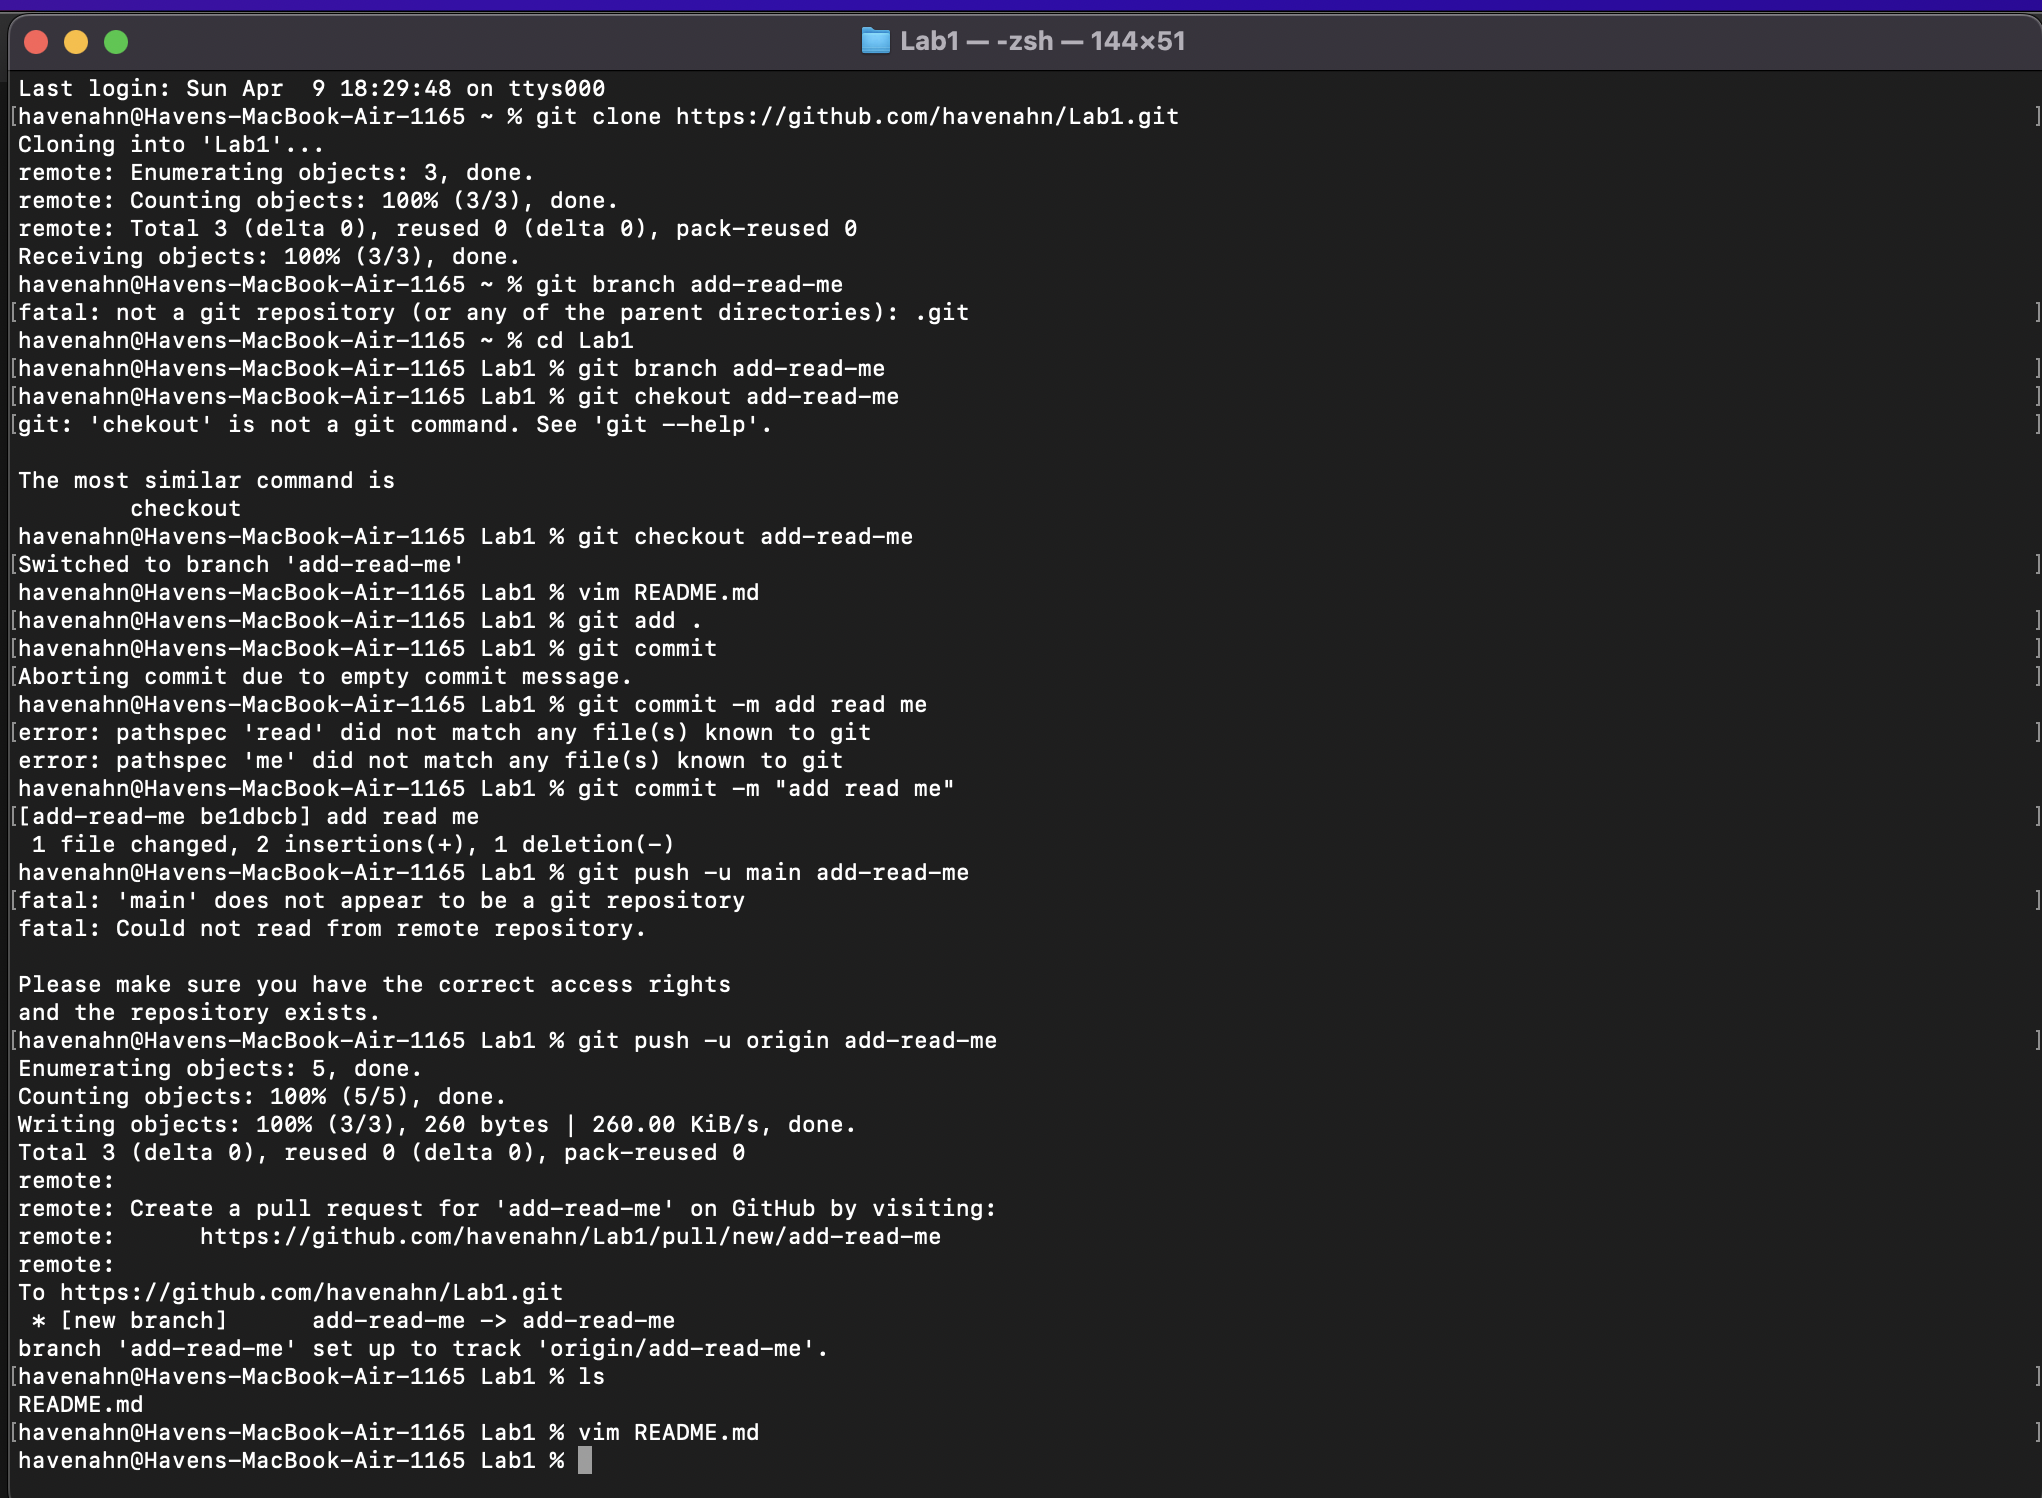 Lab1 — -zsh — 144×51
Last login: Sun Apr  9 18:29:48 on ttys000
[havenahn@Havens-MacBook-Air-1165 ~ % git clone https://github.com/havenahn/Lab1.git ]
Cloning into 'Lab1'...
remote: Enumerating objects: 3, done.
remote: Counting objects: 100% (3/3), done.
remote: Total 3 (delta 0), reused 0 (delta 0), pack-reused 0
Receiving objects: 100% (3/3), done.
havenahn@Havens-MacBook-Air-1165 ~ % git branch add-read-me
[fatal: not a git repository (or any of the parent directories): .git ]
havenahn@Havens-MacBook-Air-1165 ~ % cd Lab1
[havenahn@Havens-MacBook-Air-1165 Lab1 % git branch add-read-me ]
[havenahn@Havens-MacBook-Air-1165 Lab1 % git chekout add-read-me ]
[git: 'chekout' is not a git command. See 'git --help'. ]
The most similar command is
        checkout
havenahn@Havens-MacBook-Air-1165 Lab1 % git checkout add-read-me
[Switched to branch 'add-read-me' ]
havenahn@Havens-MacBook-Air-1165 Lab1 % vim README.md
[havenahn@Havens-MacBook-Air-1165 Lab1 % git add . ]
[havenahn@Havens-MacBook-Air-1165 Lab1 % git commit ]
[Aborting commit due to empty commit message. ]
havenahn@Havens-MacBook-Air-1165 Lab1 % git commit -m add read me
[error: pathspec 'read' did not match any file(s) known to git ]
error: pathspec 'me' did not match any file(s) known to git
havenahn@Havens-MacBook-Air-1165 Lab1 % git commit -m "add read me"
[[add-read-me be1dbcb] add read me ]
 1 file changed, 2 insertions(+), 1 deletion(-)
havenahn@Havens-MacBook-Air-1165 Lab1 % git push -u main add-read-me
[fatal: 'main' does not appear to be a git repository ]
fatal: Could not read from remote repository.
Please make sure you have the correct access rights
and the repository exists.
[havenahn@Havens-MacBook-Air-1165 Lab1 % git push -u origin add-read-me ]
Enumerating objects: 5, done.
Counting objects: 100% (5/5), done.
Writing objects: 100% (3/3), 260 bytes | 260.00 KiB/s, done.
Total 3 (delta 0), reused 0 (delta 0), pack-reused 0
remote:
remote: Create a pull request for 'add-read-me' on GitHub by visiting:
remote:      https://github.com/havenahn/Lab1/pull/new/add-read-me
remote:
To https://github.com/havenahn/Lab1.git
 * [new branch]      add-read-me -> add-read-me
branch 'add-read-me' set up to track 'origin/add-read-me'.
[havenahn@Havens-MacBook-Air-1165 Lab1 % ls ]
README.md
[havenahn@Havens-MacBook-Air-1165 Lab1 % vim README.md ]
havenahn@Havens-MacBook-Air-1165 Lab1 %